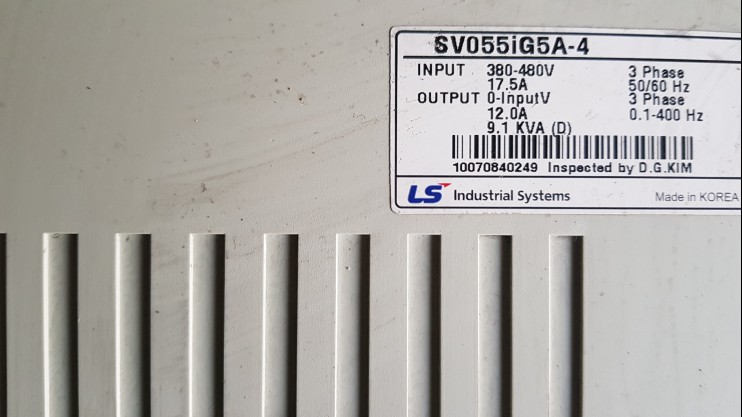 SV055iG5A-4
INPUT 380-480V 3 Phase
17.5A 50/60 Hz
OUTPUT 0-InputV 3 Phase
12.0A 0.1-400 Hz
9.1 KVA (D)
10070840249 Inspected by D.G.KIM
LS Industrial Systems Made in KOREA